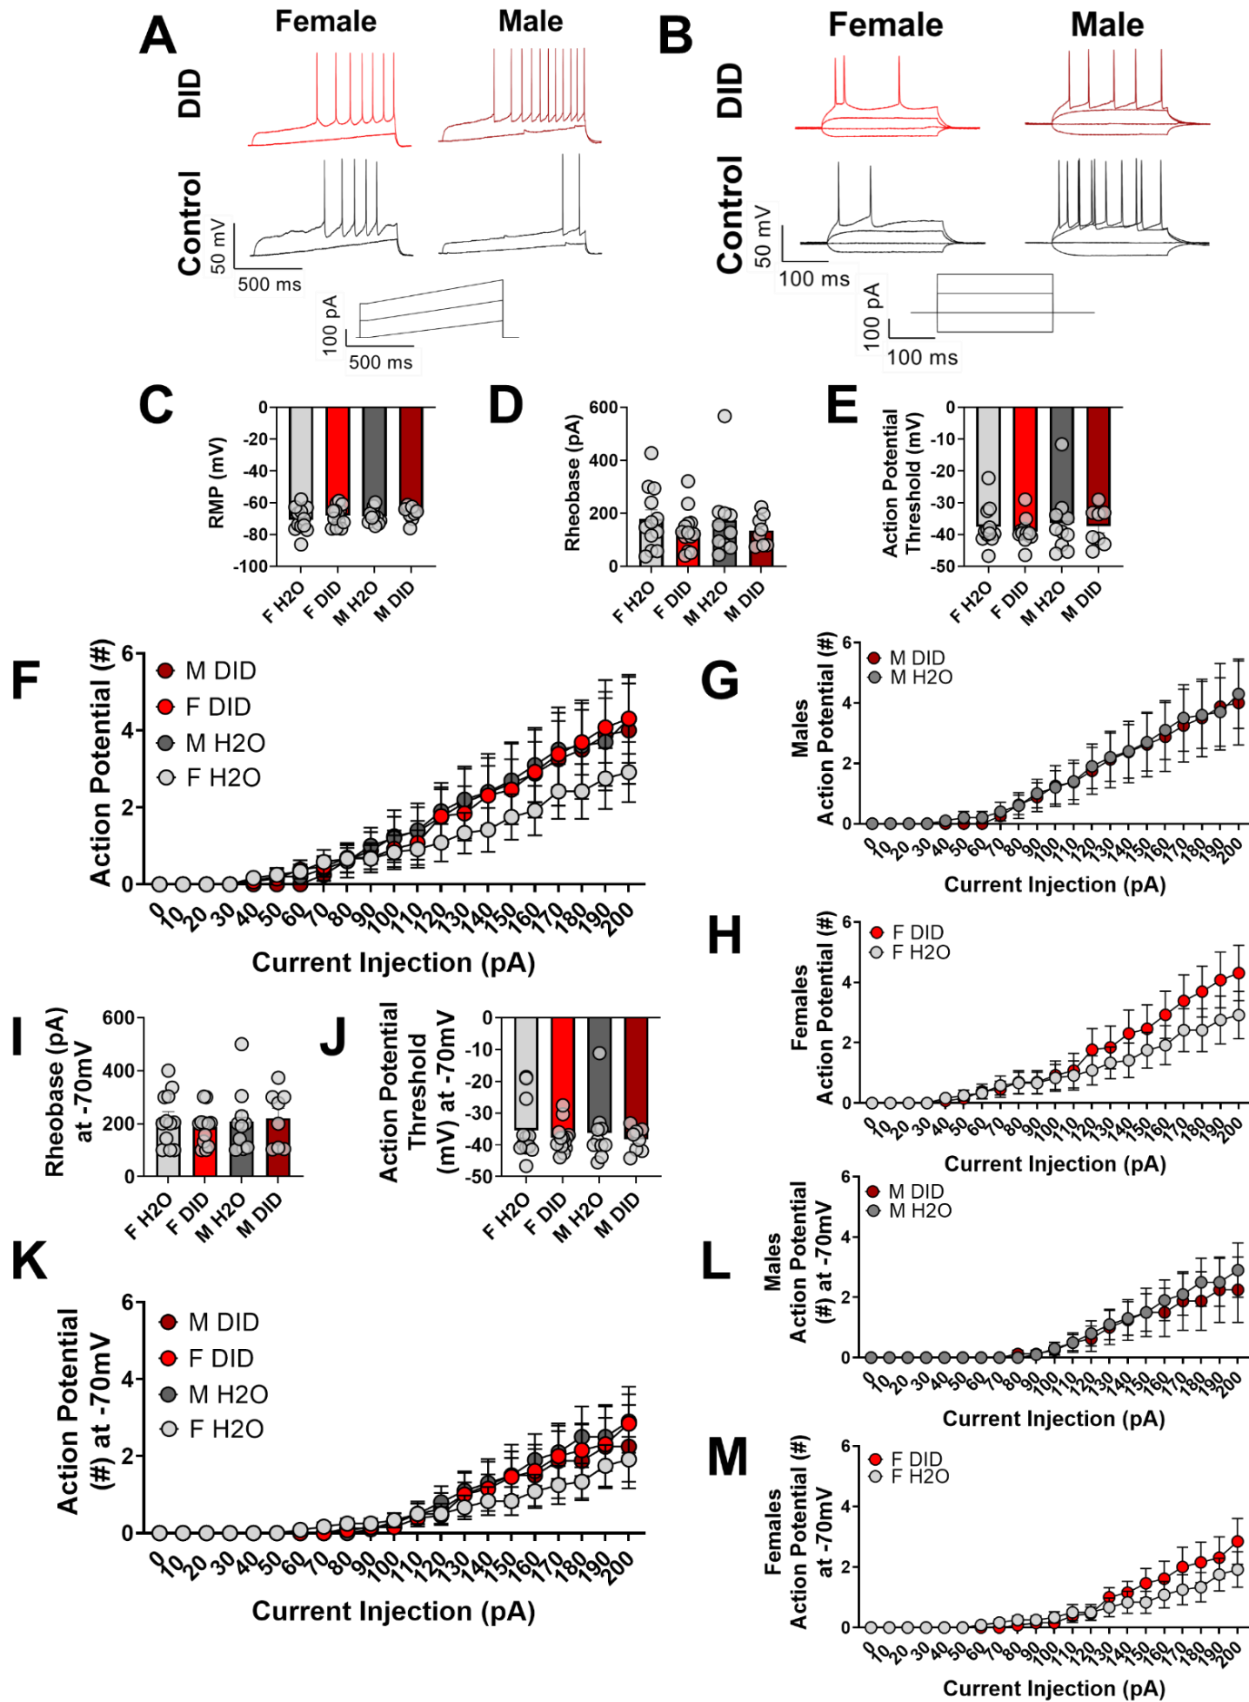 A
Female
Male
B
Female
Male
DID
DID
Control
Control
50 mV
500 ms
50 mV
100 ms
100 pA
500 ms
100 pA
100 ms
C
RMP (mV)
0
-20
-40
-60
-80
-100
F H2O
F DID
M H2O
M DID
D
Rheobase (pA)
600
400
200
0
F H2O
F DID
M H2O
M DID
E
Action Potential
Threshold (mV)
0
-10
-20
-30
-40
-50
F H2O
F DID
M H2O
M DID
F
Action Potential (#)
6
4
2
0
M DID
F DID
M H2O
F H2O
0 10 20 30 40 50 60 70 80 90 100 110 120 130 140 150 160 170 180 190 200
Current Injection (pA)
G
Males
Action Potential (#)
6
4
2
0
M DID
M H2O
0 10 20 30 40 50 60 70 80 90 100 110 120 130 140 150 160 170 180 190 200
Current Injection (pA)
H
Females
Action Potential (#)
6
4
2
0
F DID
F H2O
0 10 20 30 40 50 60 70 80 90 100 110 120 130 140 150 160 170 180 190 200
Current Injection (pA)
I
Rheobase (pA)
at -70mV
600
400
200
0
F H2O
F DID
M H2O
M DID
J
Action Potential
Threshold
(mV) at -70mV
0
-10
-20
-30
-40
-50
F H2O
F DID
M H2O
M DID
K
Action Potential
(#) at -70mV
6
4
2
0
M DID
F DID
M H2O
F H2O
0 10 20 30 40 50 60 70 80 90 100 110 120 130 140 150 160 170 180 190 200
Current Injection (pA)
L
Males
Action Potential
(#) at -70mV
6
4
2
0
M DID
M H2O
0 10 20 30 40 50 60 70 80 90 100 110 120 130 140 150 160 170 180 190 200
Current Injection (pA)
M
Females
Action Potential (#)
at -70mV
6
4
2
0
F DID
F H2O
0 10 20 30 40 50 60 70 80 90 100 110 120 130 140 150 160 170 180 190 200
Current Injection (pA)